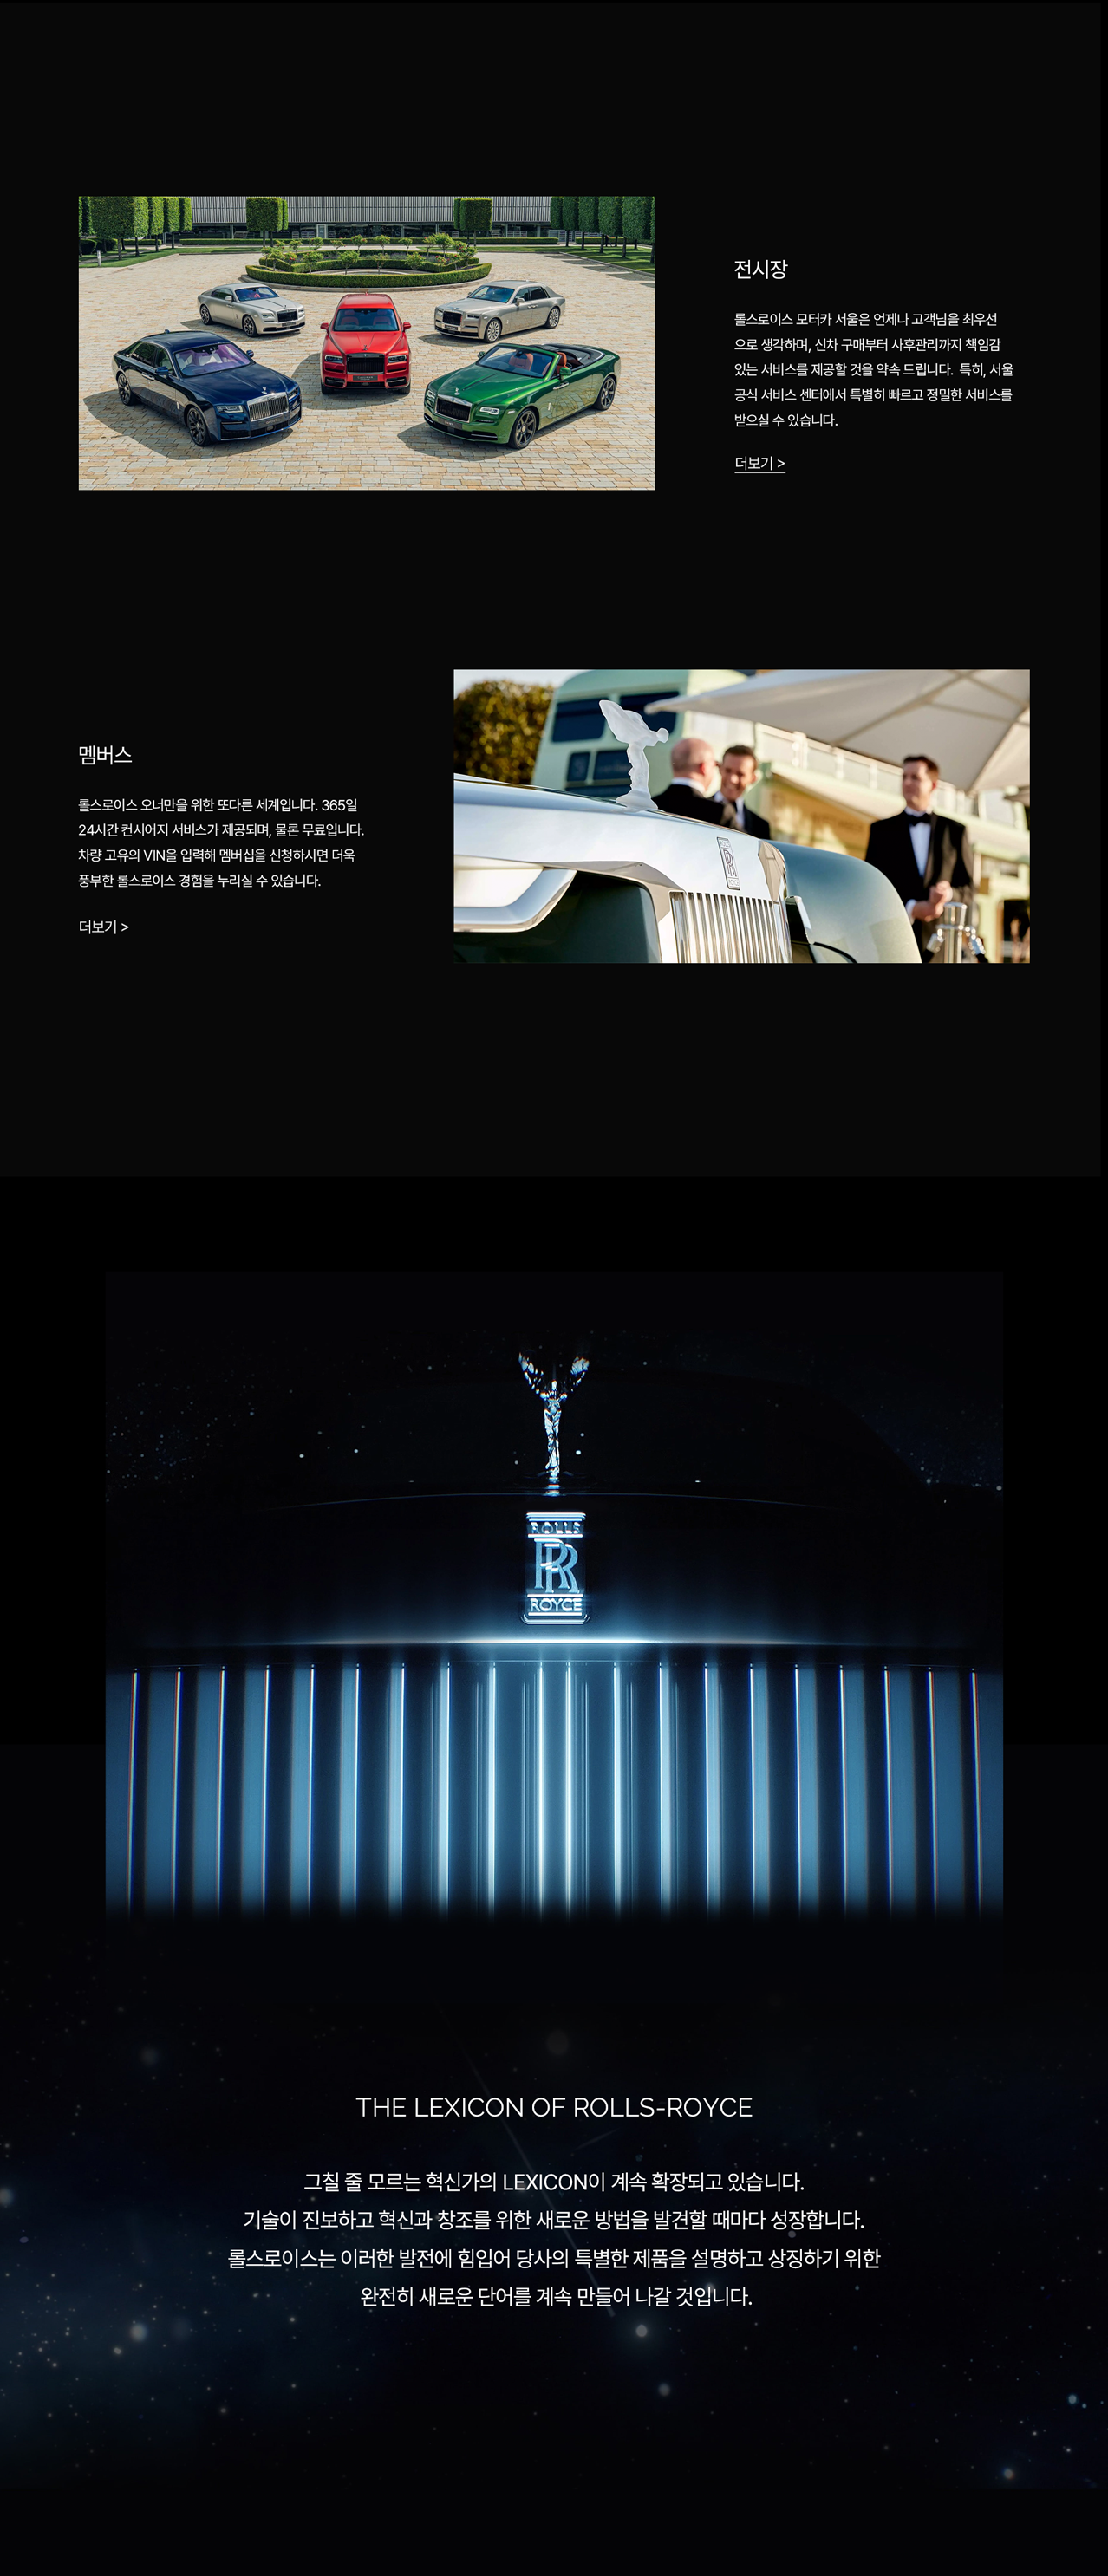 전시장
롤스로이스 모터카 서울은 언제나 고객님을 최우선
으로 생각하며, 신차 구매부터 사후관리까지 책임감
있는 서비스를 제공할 것을 약속 드립니다. 특히, 서울
공식 서비스 센터에서 특별히 빠르고 정밀한 서비스를
받으실 수 있습니다.
더보기 >
멤버스
롤스로이스 오너만을 위한 또다른 세계입니다. 365일
24시간 컨시어지 서비스가 제공되며, 물론 무료입니다.
차량 고유의 VIN을 입력해 멤버십을 신청하시면 더욱
풍부한 롤스로이스 경험을 누리실 수 있습니다.
더보기 >
RR
ROLLS
RR
ROYCE
THE LEXICON OF ROLLS-ROYCE
그칠 줄 모르는 혁신가의 LEXICON이 계속 확장되고 있습니다.
기술이 진보하고 혁신과 창조를 위한 새로운 방법을 발견할 때마다 성장합니다.
롤스로이스는 이러한 발전에 힘입어 당사의 특별한 제품을 설명하고 상징하기 위한
완전히 새로운 단어를 계속 만들어 나갈 것입니다.